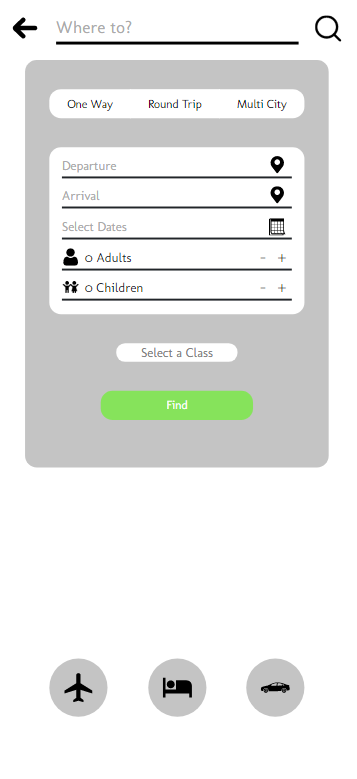 Where to?
One Way Round Trip Multi City
Departure
Arrival
Select Dates
0 Adults - +
0 Children - +
Select a Class
Find